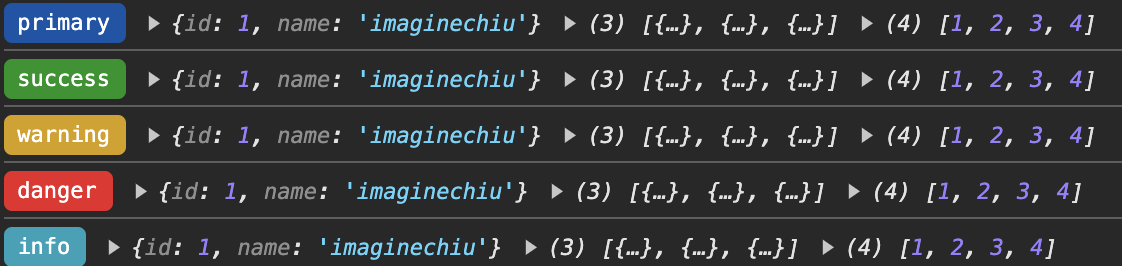 primary ▶ {id: 1, name: 'imaginechiu'} ▶ (3) [{…}, {…}, {…}] ▶ (4) [1, 2, 3, 4]
success ▶ {id: 1, name: 'imaginechiu'} ▶ (3) [{…}, {…}, {…}] ▶ (4) [1, 2, 3, 4]
warning ▶ {id: 1, name: 'imaginechiu'} ▶ (3) [{…}, {…}, {…}] ▶ (4) [1, 2, 3, 4]
danger ▶ {id: 1, name: 'imaginechiu'} ▶ (3) [{…}, {…}, {…}] ▶ (4) [1, 2, 3, 4]
info ▶ {id: 1, name: 'imaginechiu'} ▶ (3) [{…}, {…}, {…}] ▶ (4) [1, 2, 3, 4]